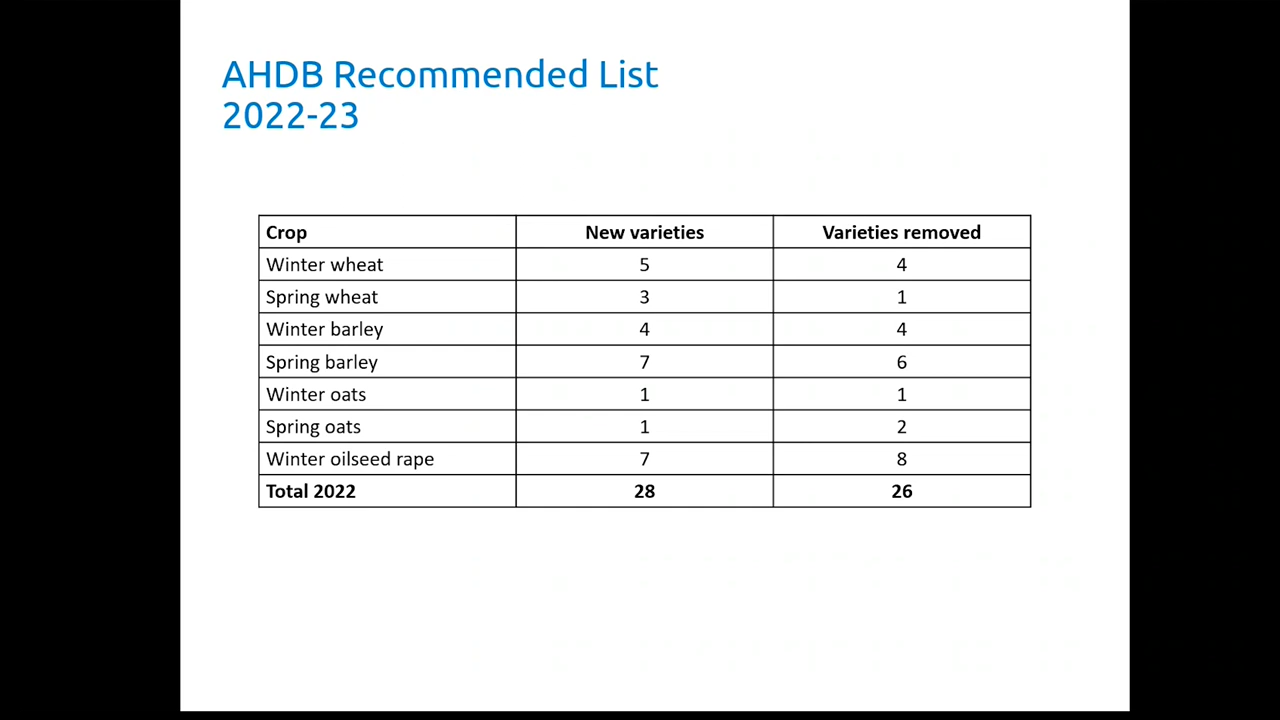 AHDB Recommended List
2022-23
Crop New varieties Varieties removed
Winter wheat 5 4
Spring wheat 3 1
Winter barley 4 4
Spring barley 7 6
Winter oats 1 1
Spring oats 1 2
Winter oilseed rape 7 8
Total 2022 28 26